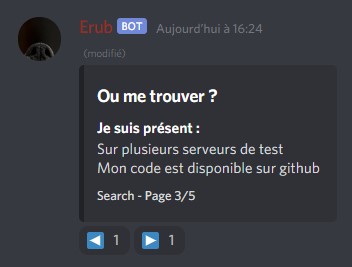 Erub BOT Aujourd'hui à 16:24
(modifié)
Ou me trouver ?
Je suis présent :
Sur plusieurs serveurs de test
Mon code est disponible sur github
Search - Page 3/5
1 1